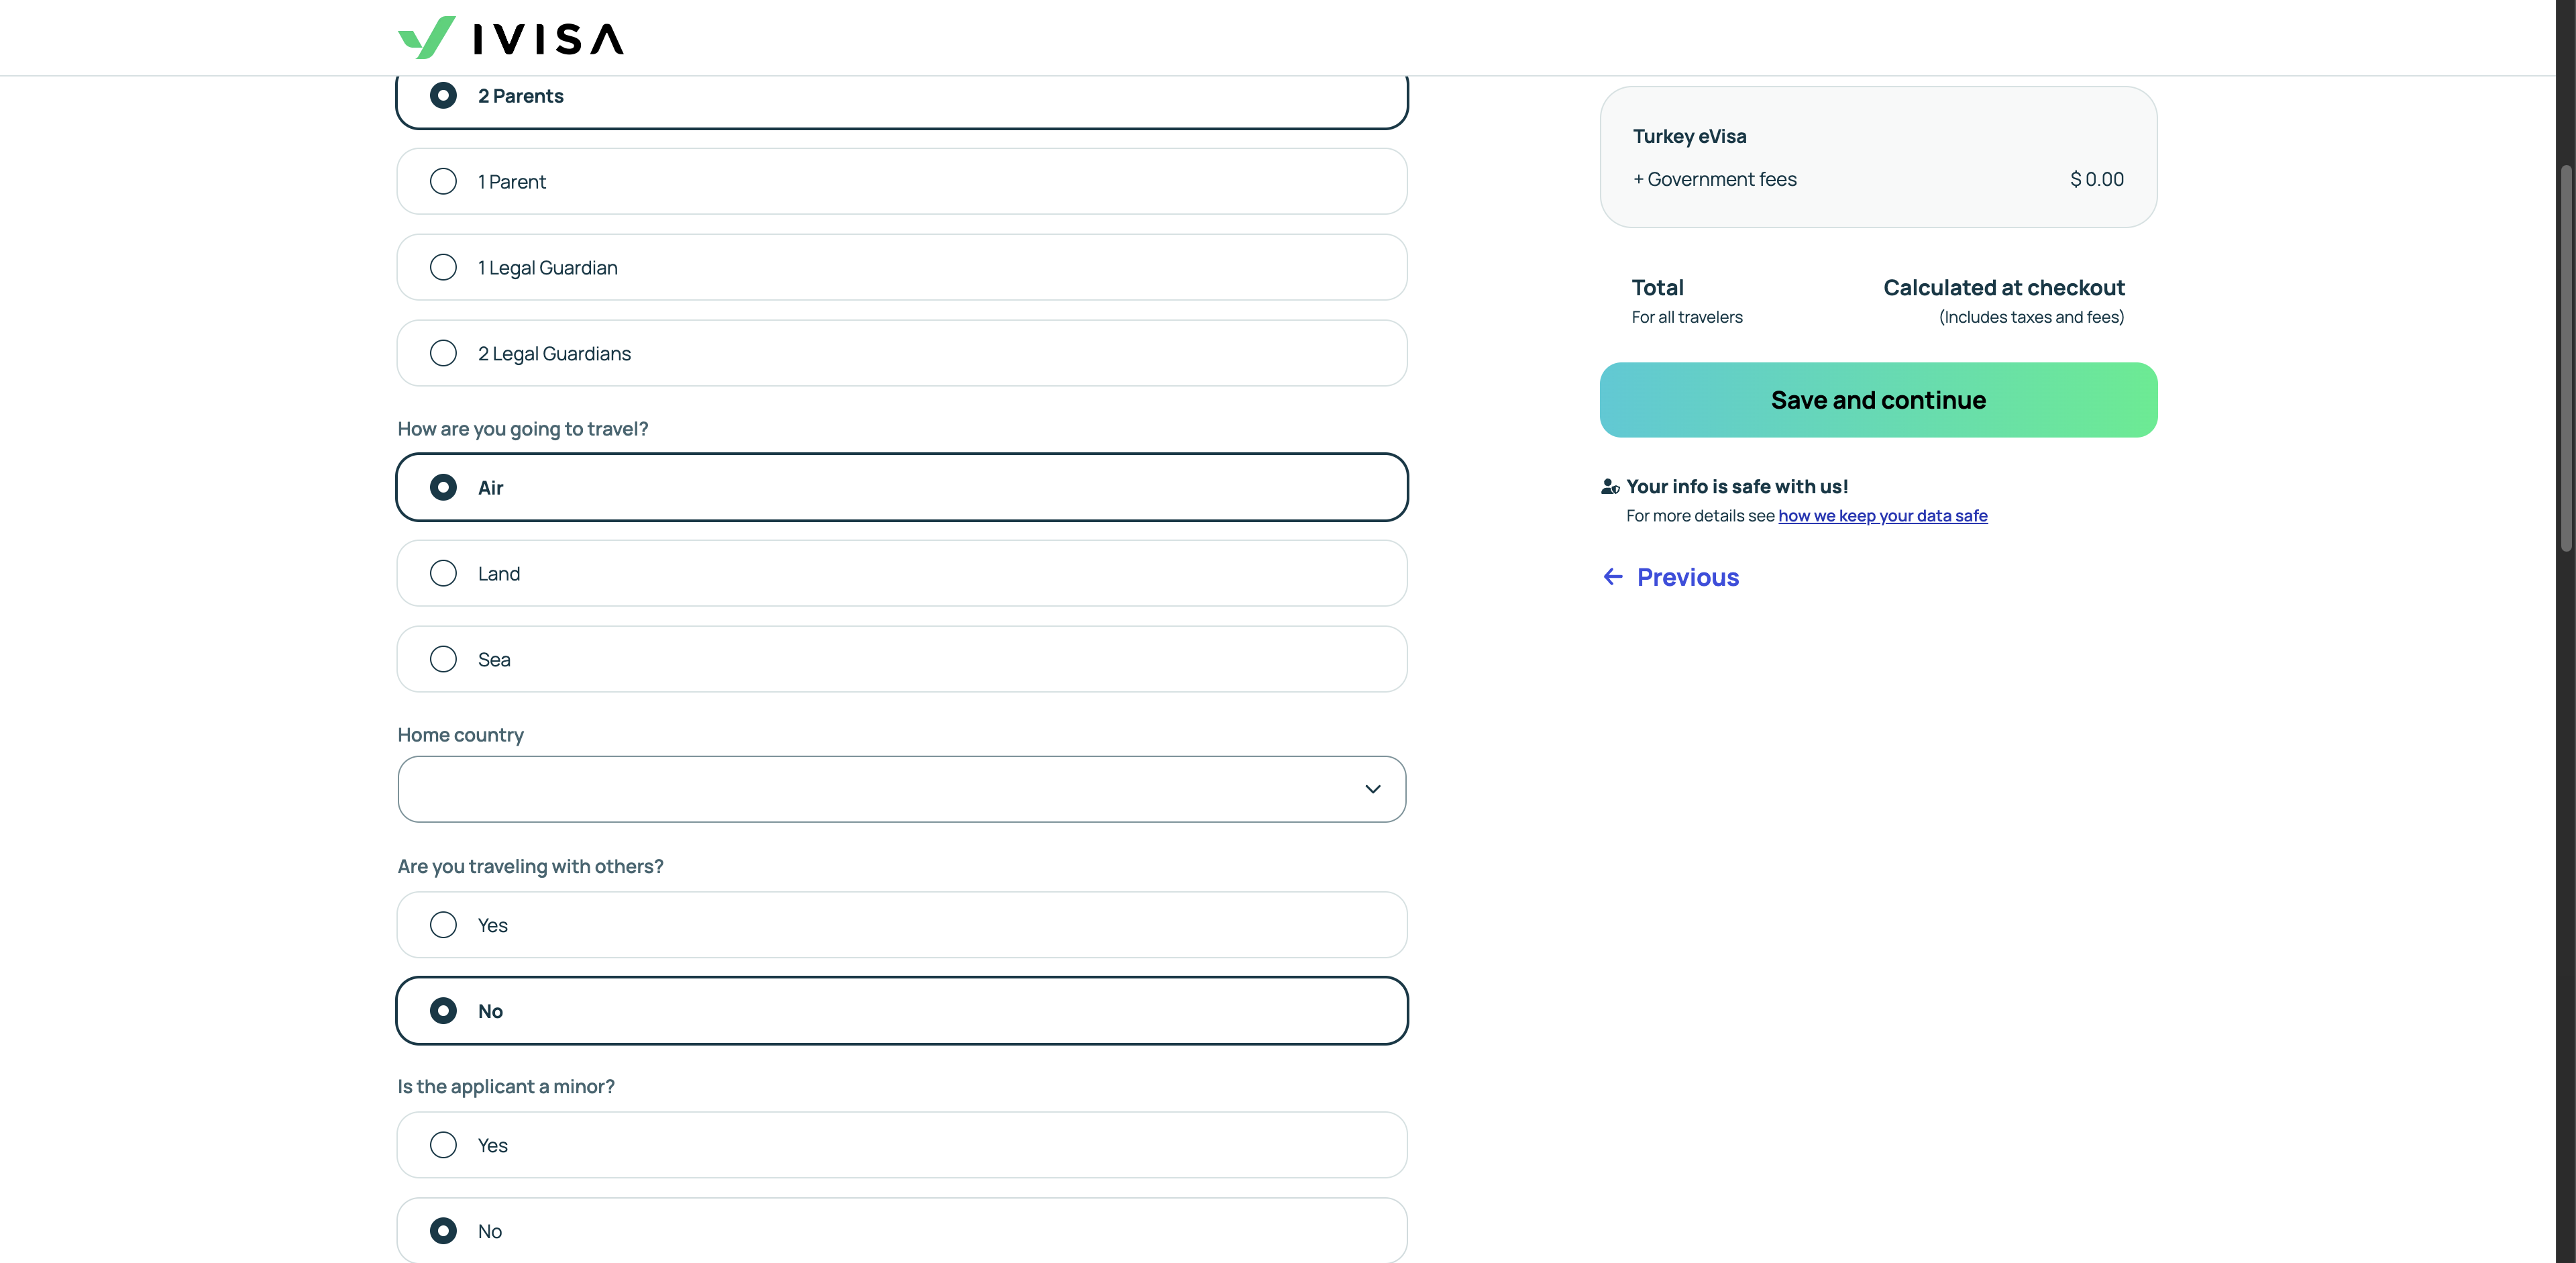 IVISA
2 Parents
1 Parent
1 Legal Guardian
2 Legal Guardians
How are you going to travel?
Air
Land
Sea
Home country
Are you traveling with others?
Yes
No
Is the applicant a minor?
Yes
No
Turkey eVisa
+ Government fees $ 0.00
Total Calculated at checkout
For all travelers (Includes taxes and fees)
Save and continue
Your info is safe with us!
For more details see how we keep your data safe
Previous